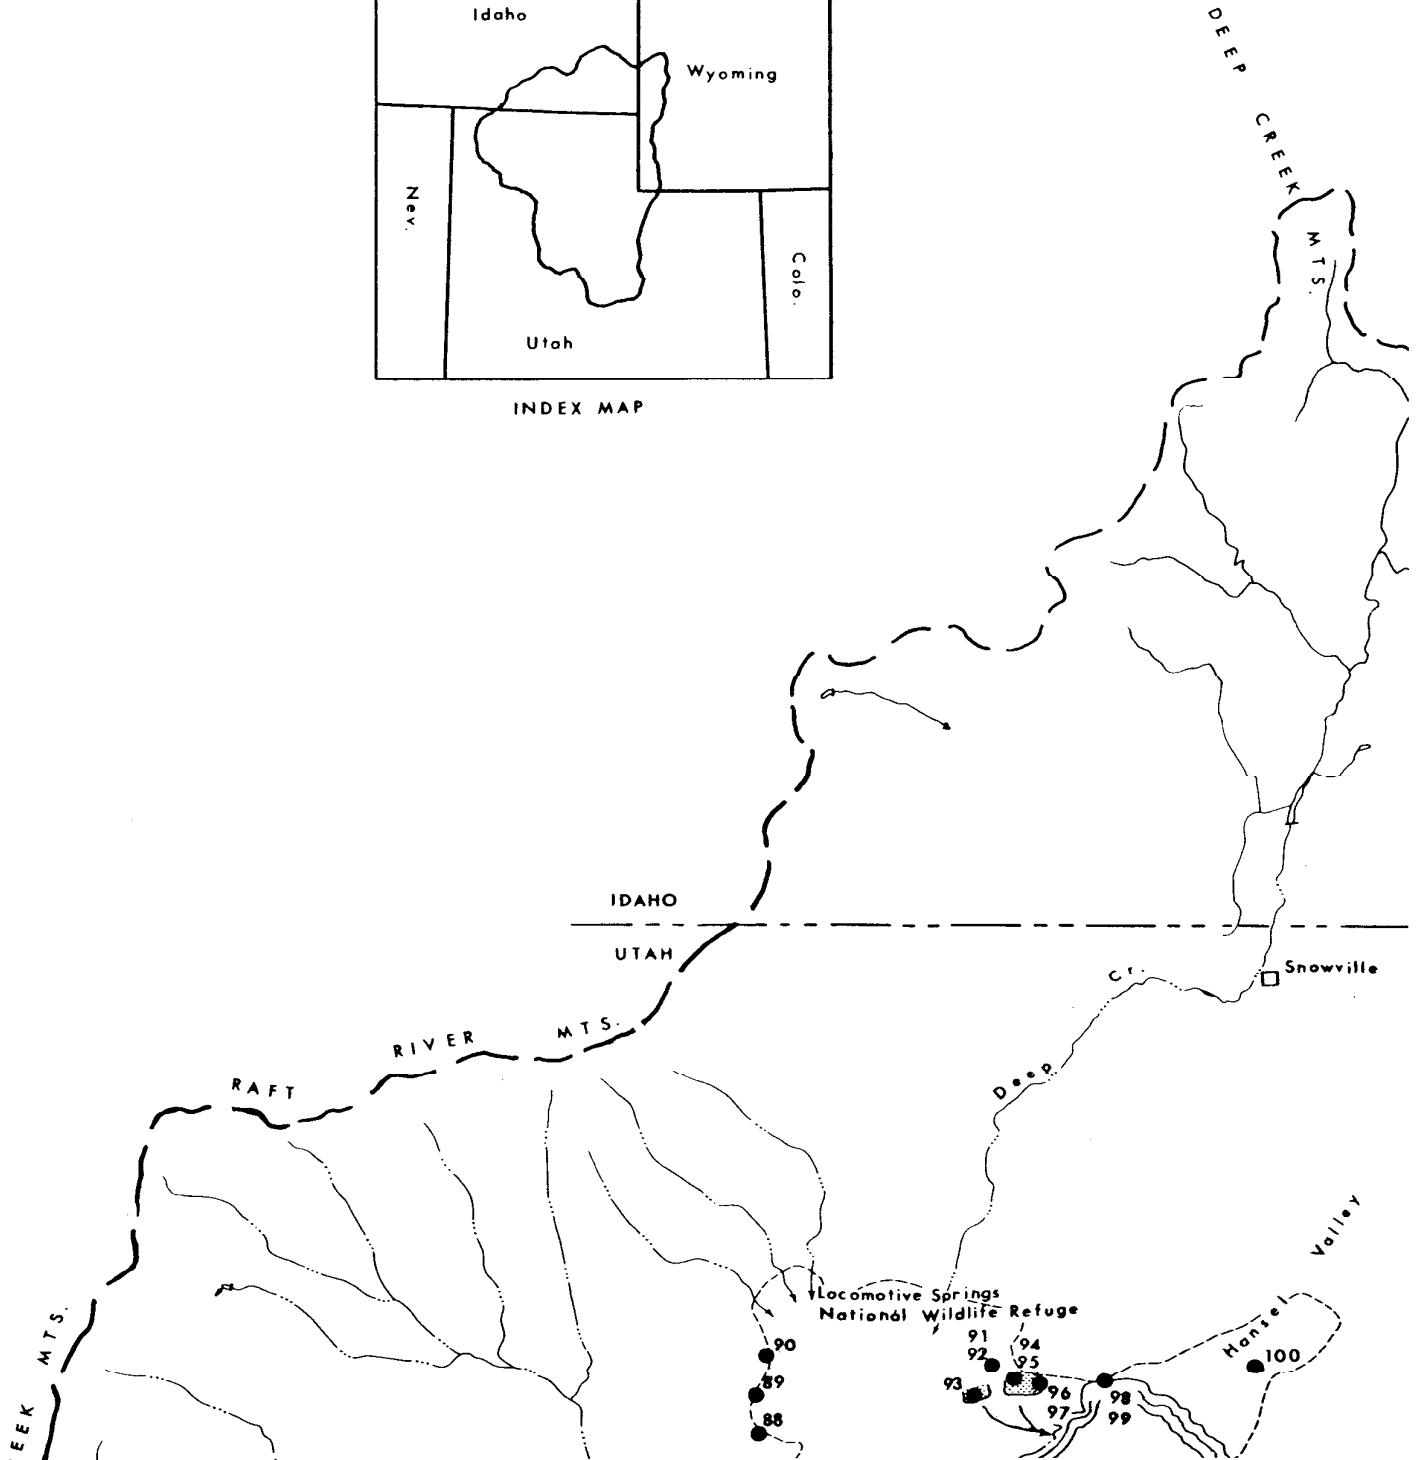 Idaho
Wyoming
Nev.
Colo.
Utah
INDEX MAP
DEEP CREEK MTS.
IDAHO
UTAH
Snowville
Deep Cr.
RAFT RIVER MTS.
MTS.
Hansel Valley
Locomotive Springs
National Wildlife Refuge
91
92
94
95
90
89
88
93
96
97
98
99
100